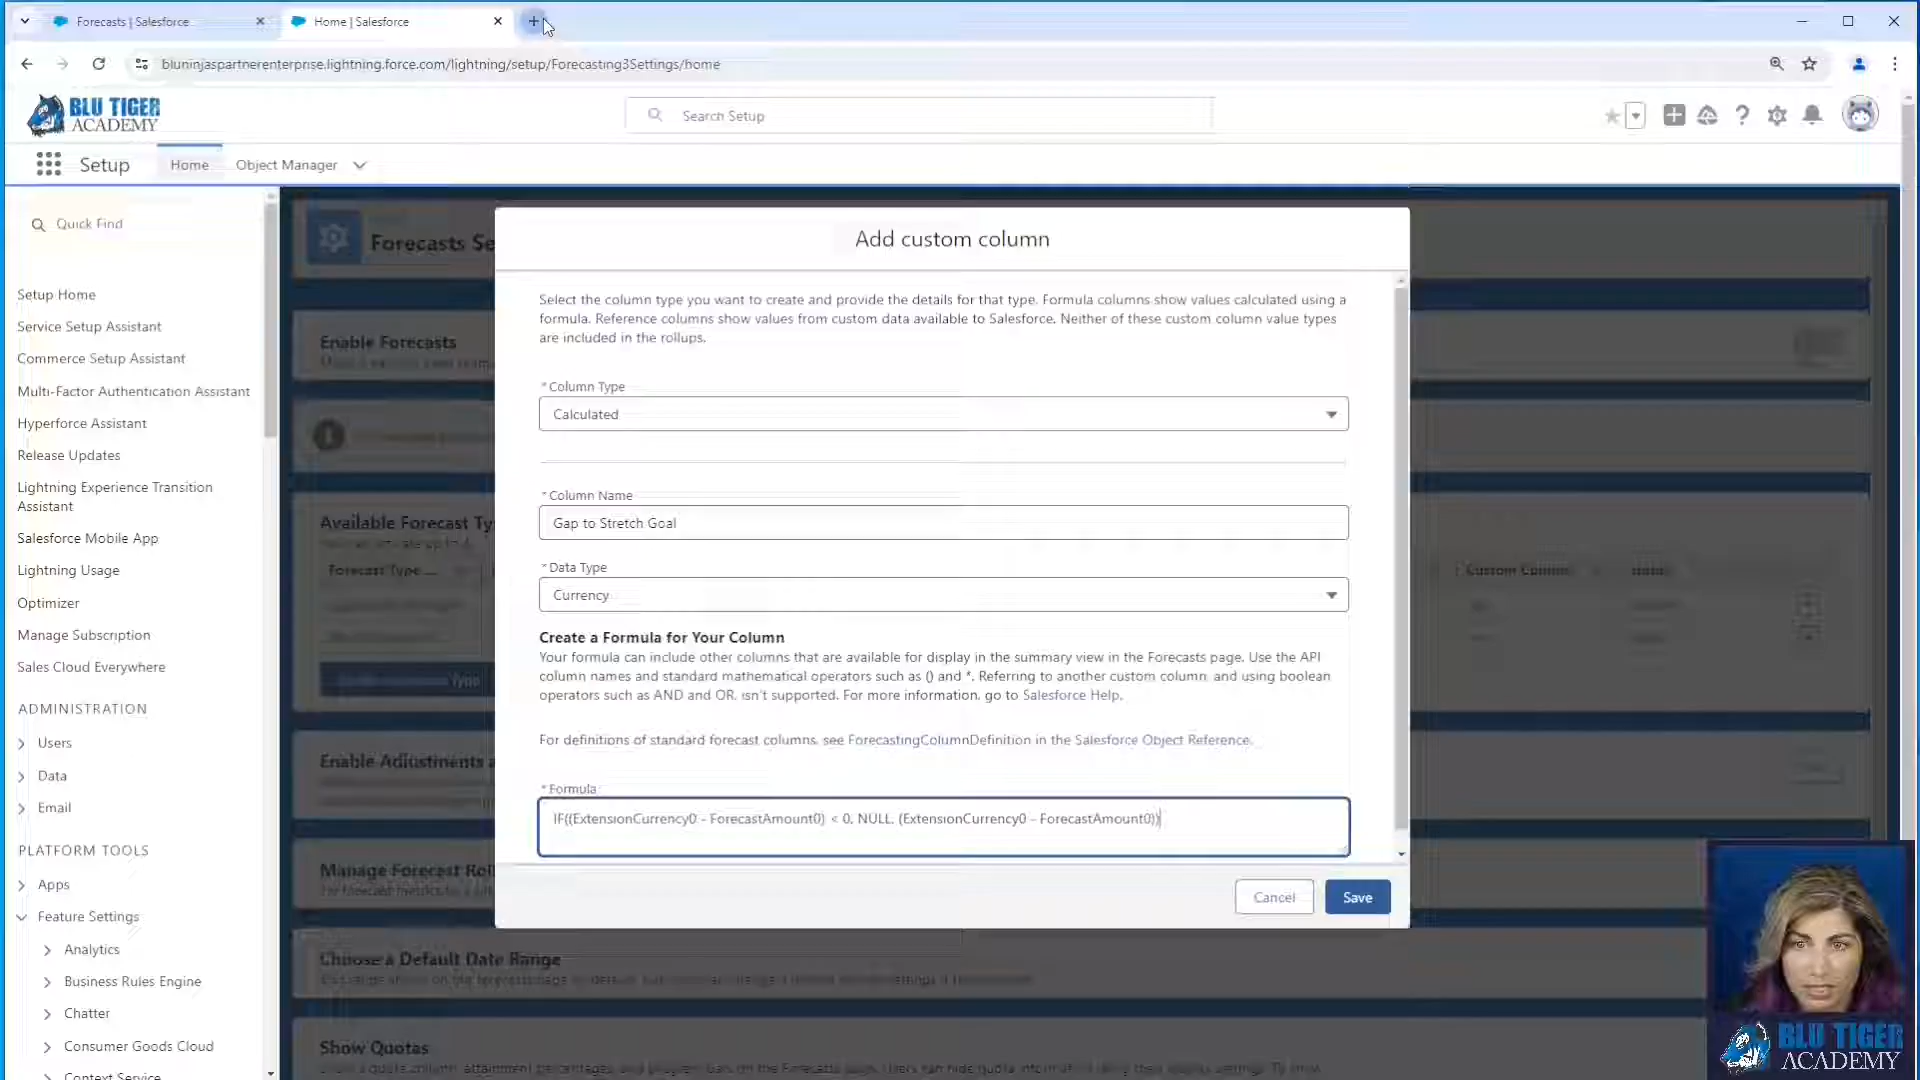 Forecasts | Salesforce
Home | Salesforce
bluninjaspartnerenterprise.lightning.force.com/lightning/setup/Forecasting3Settings/home
BLU TIGER
ACADEMY
Search Setup
Setup
Home
Object Manager
Quick Find
Setup Home
Service Setup Assistant
Commerce Setup Assistant
Multi-Factor Authentication Assistant
Hyperforce Assistant
Release Updates
Lightning Experience Transition
Assistant
Salesforce Mobile App
Lightning Usage
Optimizer
Manage Subscription
Sales Cloud Everywhere
ADMINISTRATION
Users
Data
Email
PLATFORM TOOLS
Apps
Feature Settings
Analytics
Business Rules Engine
Chatter
Consumer Goods Cloud
Context Service
Forecasts Se
Enable Forecasts
Available Forecast Ty
Forecast Type
Type
Enable Adjustments a
Manage Forecast Rol
Choose a Default Date Range
Show Quotas
Custom Column
Add custom column
Select the column type you want to create and provide the details for that type. Formula columns show values calculated using a
formula. Reference columns show values from custom data available to Salesforce. Neither of these custom column value types
are included in the rollups.
*Column Type
Calculated
*Column Name
Gap to Stretch Goal
*Data Type
Currency
Create a Formula for Your Column
Your formula can include other columns that are available for display in the summary view in the Forecasts page. Use the API
column names and standard mathematical operators such as () and *. Referring to another custom column, and using boolean
operators such as AND and OR, isn't supported. For more information, go to Salesforce Help.
For definitions of standard forecast columns, see ForecastingColumnDefinition in the Salesforce Object Reference.
*Formula
IF((ExtensionCurrency0 - ForecastAmount0) < 0, NULL, (ExtensionCurrency0 - ForecastAmount0))
Cancel
Save
BLU TIGER
ACADEMY